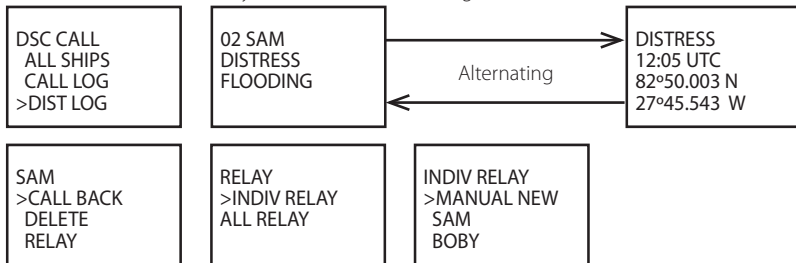 DSC CALL
ALL SHIPS
CALL LOG
>DIST LOG
02 SAM
DISTRESS
FLOODING
Alternating
DISTRESS
12:05 UTC
82º50.003 N
27º45.543 W
SAM
>CALL BACK
DELETE
RELAY
RELAY
>INDIV RELAY
ALL RELAY
INDIV RELAY
>MANUAL NEW
SAM
BOBY